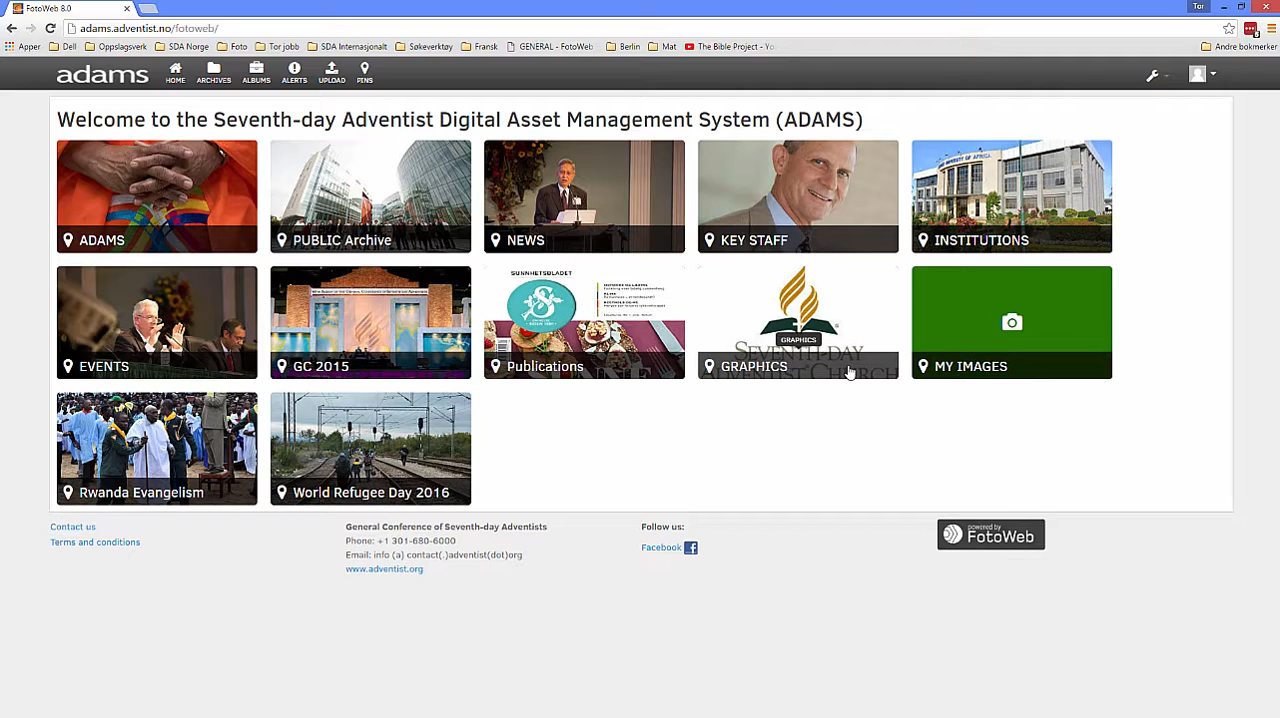 FotoWeb 8.0
Tor
adams.adventist.no/fotoweb/
Apper Dell Oppslagsverk SDA Norge Foto Tor jobb SDA Internasjonalt Søkeverktøy Fransk GENERAL - FotoWeb Berlin Mat The Bible Project - Yo Andre bokmerker
adams HOME ARCHIVES ALBUMS ALERTS UPLOAD PINS
Welcome to the Seventh-day Adventist Digital Asset Management System (ADAMS)
ADAMS
PUBLIC Archive
NEWS
KEY STAFF
INSTITUTIONS
EVENTS
GC 2015
SUNNHETSBLADET
Publications
GRAPHICS
SEVENTH-DAY
ADVENTIST CHURCH
GRAPHICS
MY IMAGES
Rwanda Evangelism
World Refugee Day 2016
Contact us
Terms and conditions
General Conference of Seventh-day Adventists
Phone: +1 301-680-6000
Email: info (a) contact(.)adventist(dot)org
www.adventist.org
Follow us:
Facebook
powered by
FotoWeb